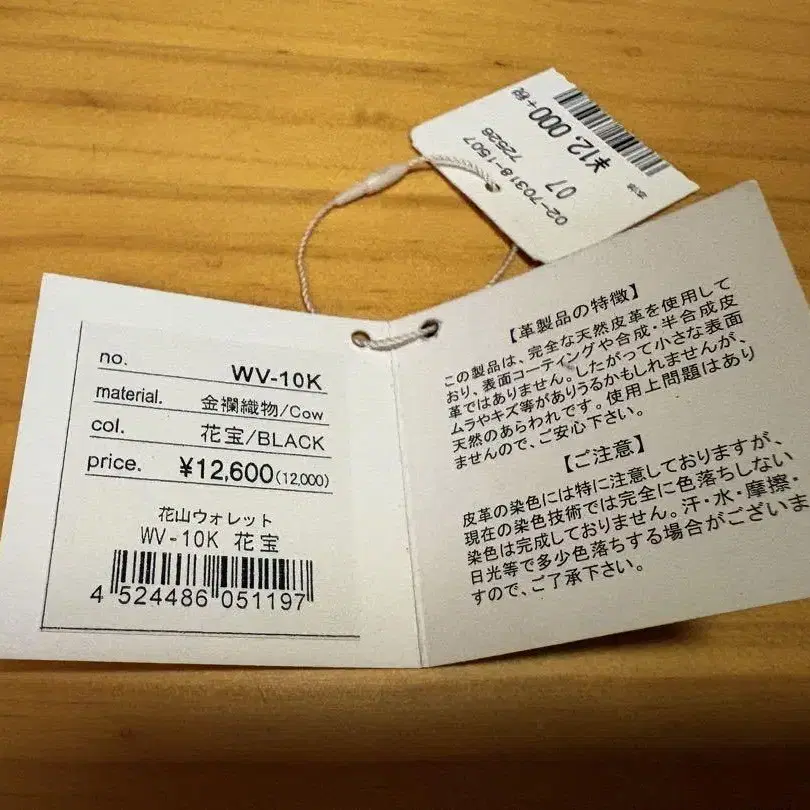 ¥12,000+税
本体
02-70318-1507
07 72526
no. WV-10K
material. 金襴織物/Cow
col. 花宝/BLACK
price. ¥12,600(12,000)
花山ウォレット
WV-10K 花宝
4 524486 051197
【革製品の特徴】
この製品は、完全な天然皮革を使用して
おり、表面コーティングや合成・半合成皮
革ではありません。したがって小さな表面
ムラやキズ等がありうるかもしれませんが、
天然のあらわれです。使用上問題はあり
ませんので、ご安心下さい。
【ご注意】
皮革の染色には特に注意しておりますが、
現在の染色技術では完全に色落ちしない
染色は完成しておりません。汗・水・摩擦・
日光等で多少色落ちする場合がございま
すので、ご了承下さい。